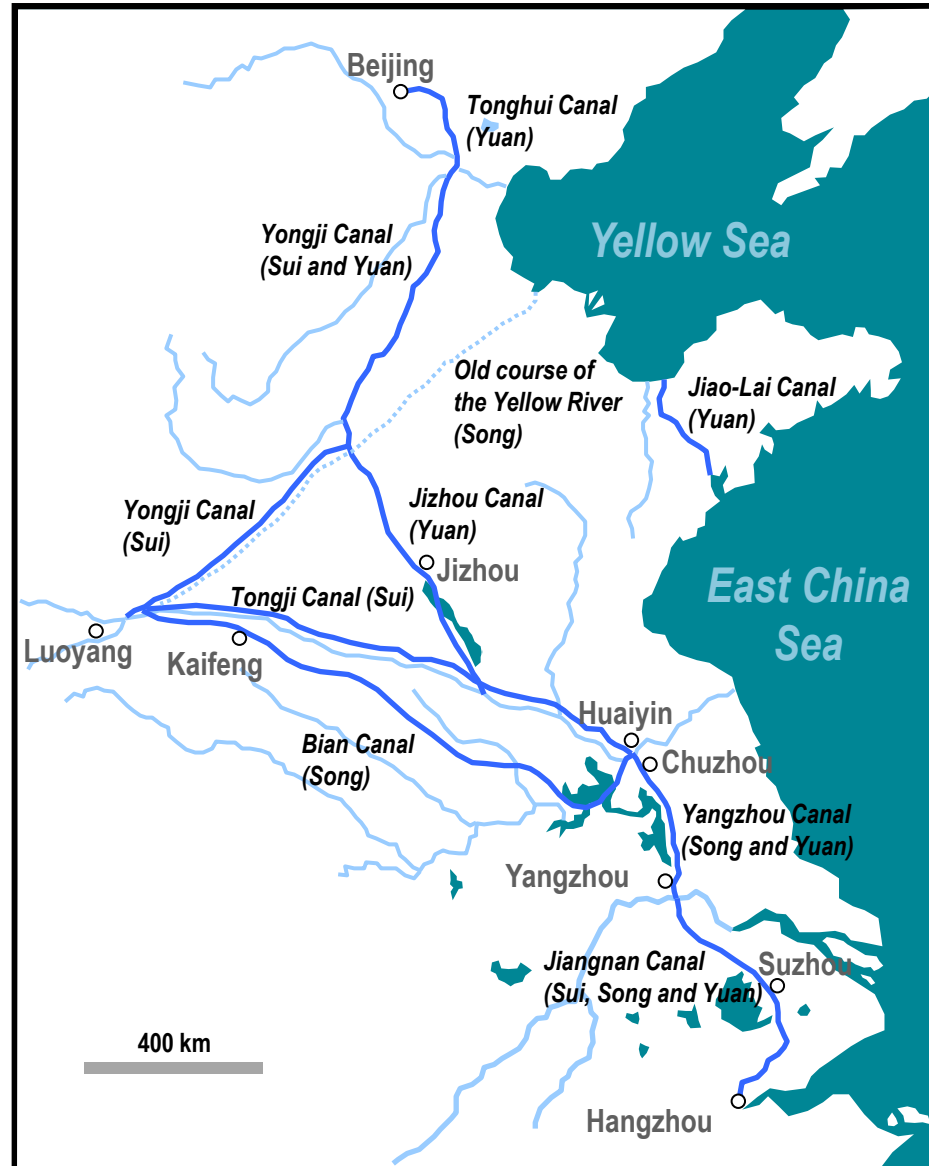 Beijing
Tonghui Canal
(Yuan)
Yongji Canal
(Sui and Yuan)
Yellow Sea
Old course of
the Yellow River
(Song)
Jiao-Lai Canal
(Yuan)
Yongji Canal
(Sui)
Jizhou Canal
(Yuan)
Jizhou
Tongji Canal (Sui)
East China
Sea
Luoyang
Kaifeng
Huaiyin
Bian Canal
(Song)
Chuzhou
Yangzhou Canal
(Song and Yuan)
Yangzhou
Jiangnan Canal
(Sui, Song and Yuan)
Suzhou
400 km
Hangzhou